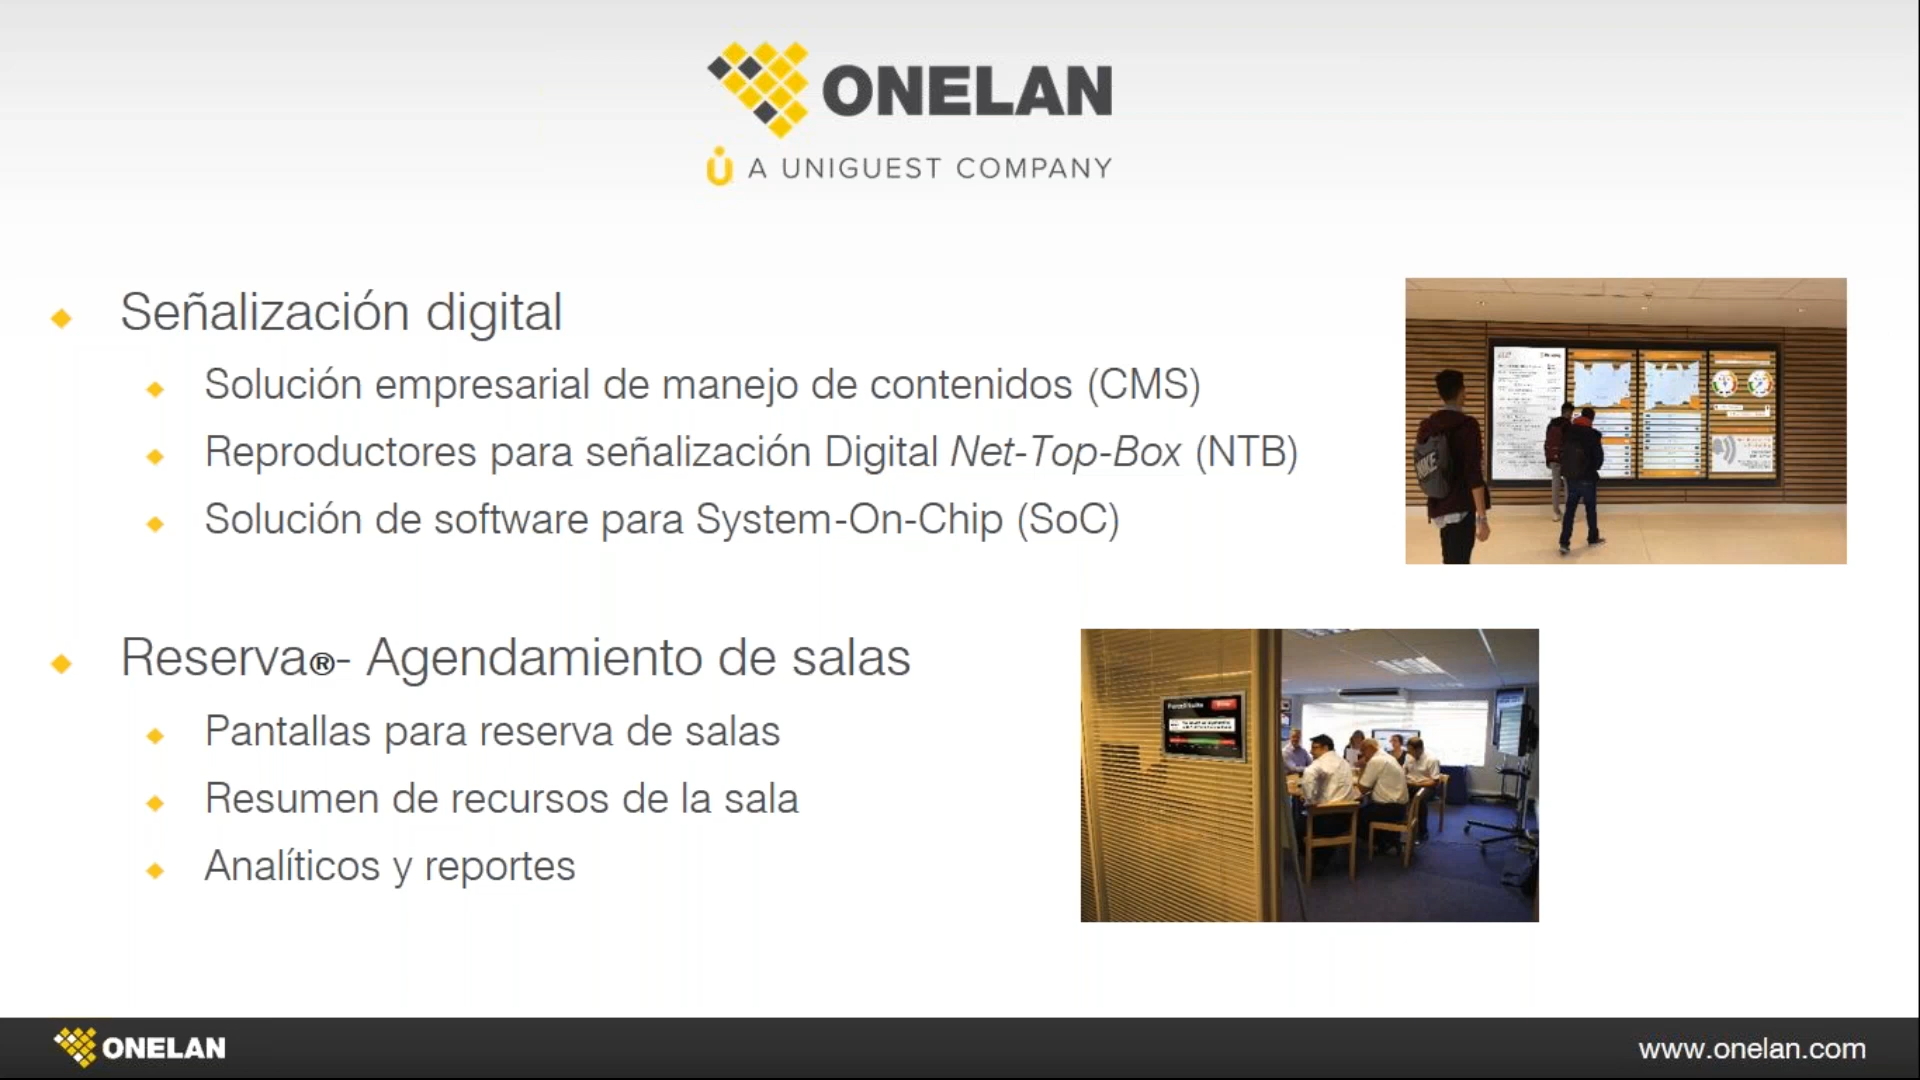 ONELAN
A UNIGUEST COMPANY
Señalización digital
Solución empresarial de manejo de contenidos (CMS)
Reproductores para señalización Digital Net-Top-Box (NTB)
Solución de software para System-On-Chip (SoC)
Reserva®- Agendamiento de salas
Pantallas para reserva de salas
Resumen de recursos de la sala
Analíticos y reportes
NIKE
ONELAN
www.onelan.com